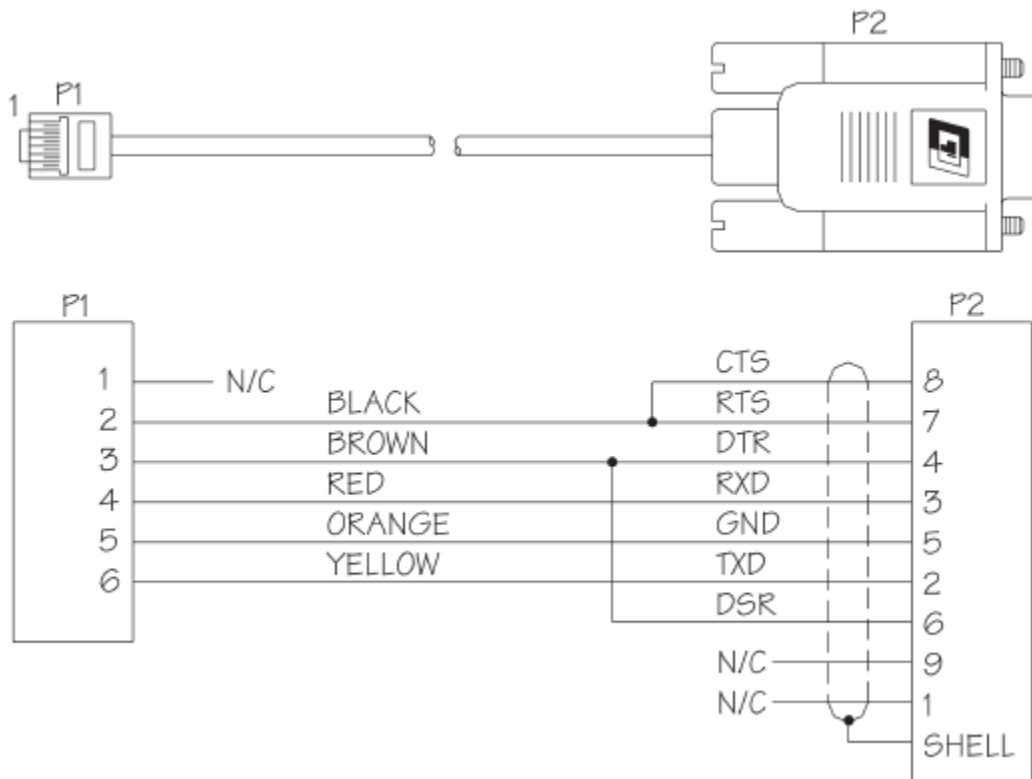 P2
1 P1
P1 P2
CTS
1 N/C 8
BLACK RTS
2 7
BROWN DTR
3 4
RED RXD
4 3
ORANGE GND
5 5
YELLOW TXD
6 2
DSR
6
N/C 9
N/C 1
SHELL